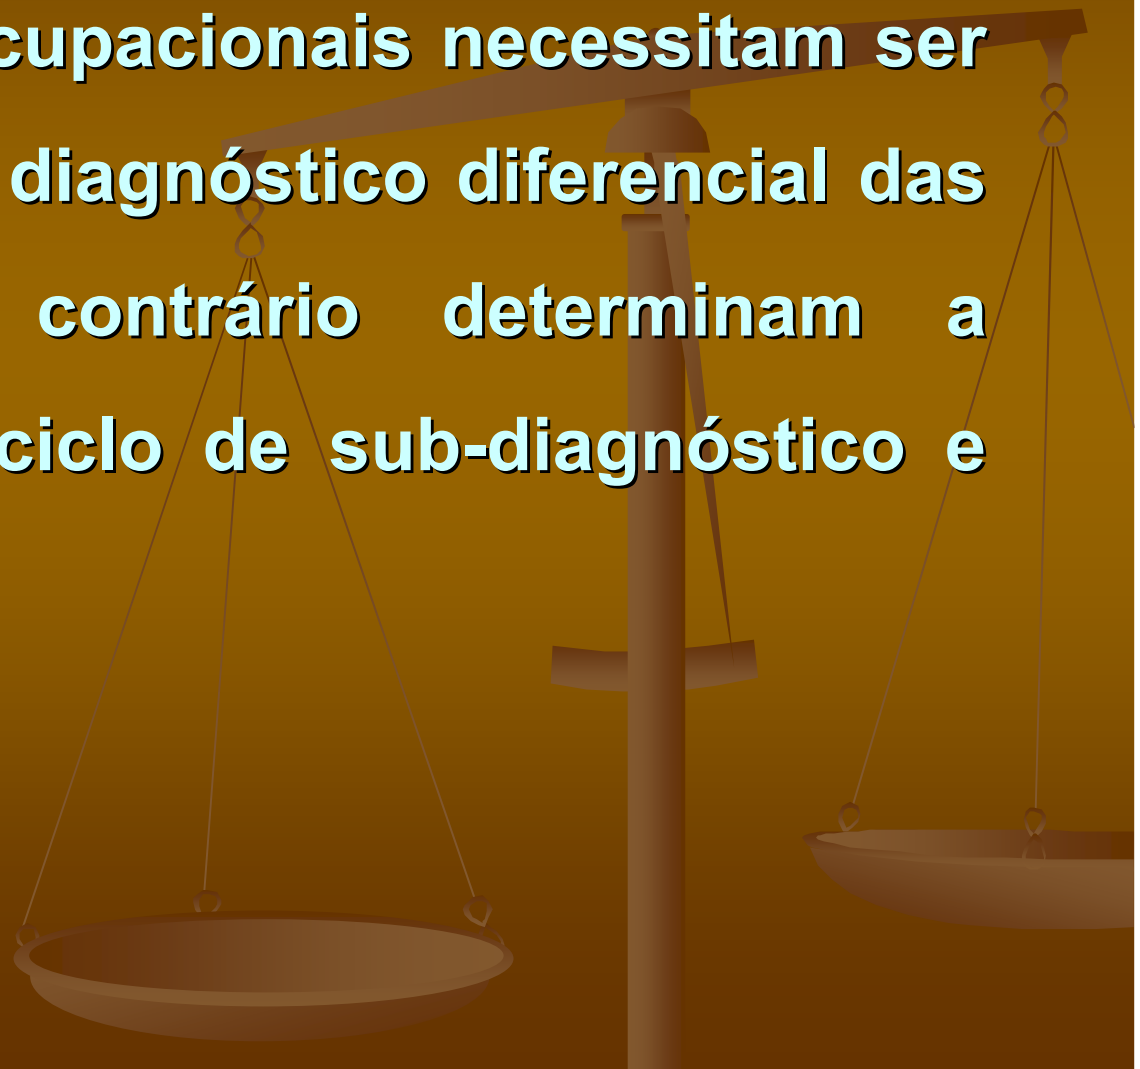 cupacionais necessitam ser
diagnóstico diferencial das
contrário determinam a
ciclo de sub-diagnóstico e